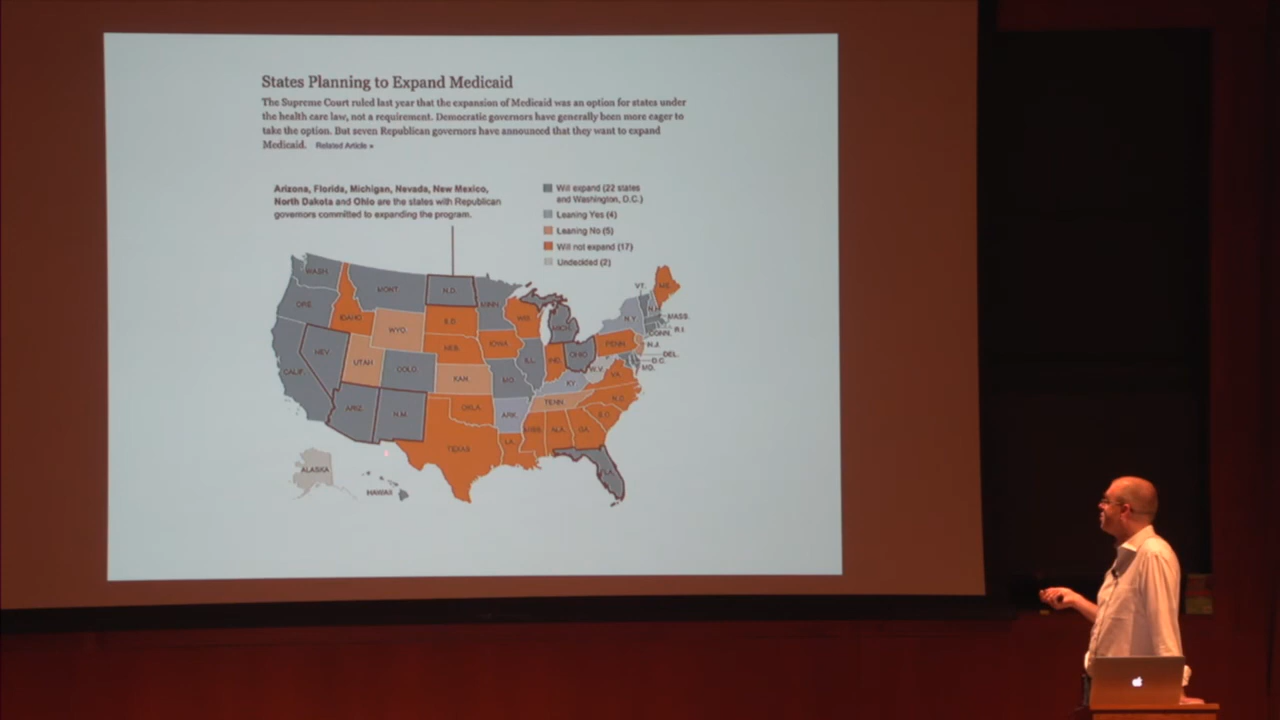 States Planning to Expand Medicaid
The Supreme Court ruled last year that the expansion of Medicaid was an option for states under
the health care law, not a requirement. Democratic governors have generally been more eager to
take the option. But seven Republican governors have announced that they want to expand
Medicaid. Related Article »
Arizona, Florida, Michigan, Nevada, New Mexico,
North Dakota and Ohio are the states with Republican
governors committed to expanding the program.
Will expand (22 states
and Washington, D.C.)
Leaning Yes (4)
Leaning No (5)
Will not expand (17)
Undecided (2)
WASH.
MONT.
N.D.
MINN.
VT.
ME.
ORE.
IDAHO
WYO.
S.D.
WIS.
MICH.
N.Y.
N.H.
MASS.
R.I.
CONN.
N.J.
DEL.
D.C.
MD.
NEV.
UTAH
COLO.
NEB.
IOWA
ILL.
IND.
OHIO
PENN.
CALIF.
KAN.
MO.
KY.
W.V.
VA.
ARIZ.
N.M.
OKLA.
ARK.
TENN.
N.C.
S.C.
TEXAS
LA.
MISS.
ALA.
GA.
FLA.
ALASKA
HAWAII